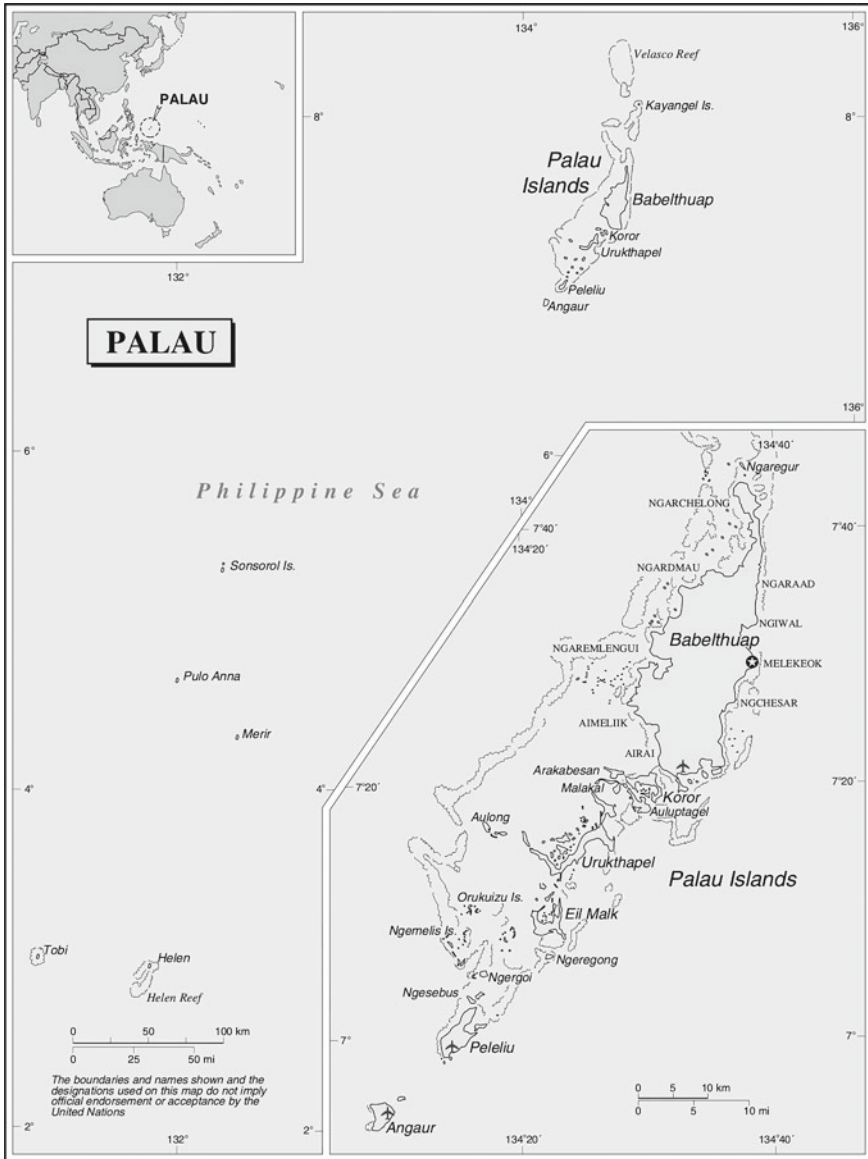 PALAU
134°
136°
Velasco Reef
Kayangel Is.
8°
8°
Palau
Islands
Babelthuap
Koror
Urukthapel
Peleliu
Angaur
132°
PALAU
136°
6°
6°
134°
7°40'
134°20'
134°40'
Ngaregur
NGARCHELONG
7°40'
Philippine Sea
Sonsorol Is.
NGARDMAU
NGARAAD
NGIWAL
Babelthuap
NGAREMLENGUI
MELEKEOK
Pulo Anna
NGCHESAR
Merir
AIMELIIK
AIRAI
4°
4°
7°20'
Arakabesan
7°20'
Malakal
Koror
Auluptagel
Aulong
Urukthapel
Palau Islands
Orukuizu Is.
Eil Malk
Ngemelis Is.
Tobi
Helen
Ngeregong
Ngergoi
Helen Reef
Ngesebus
0 50 100 km
0 25 50 mi
7°
Peleliu
7°
The boundaries and names shown and the
designations used on this map do not imply
official endorsement or acceptance by the
United Nations
0 5 10 km
0 5 10 mi
Angaur
2°
132°
2°
134°20'
134°40'